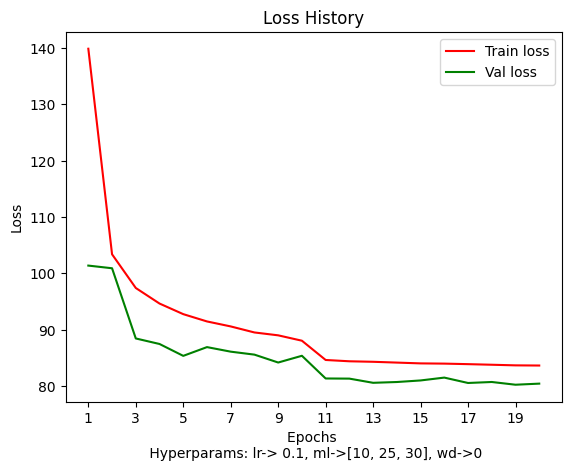 Loss History
Train loss
Val loss
140
130
120
110
100
90
80
Loss
1 3 5 7 9 11 13 15 17 19
Epochs
Hyperparams: lr-> 0.1, ml->[10, 25, 30], wd->0